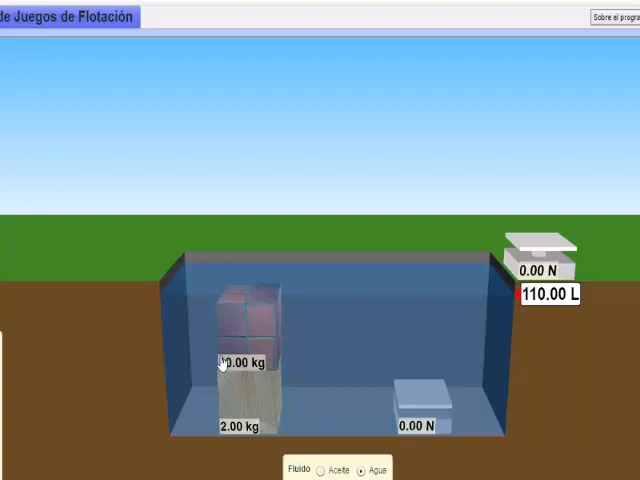 de Juegos de Flotación
Sobre el progra
0.00 N
110.00 L
0.00 kg
2.00 kg
0.00 N
Fluido Aceite Agua